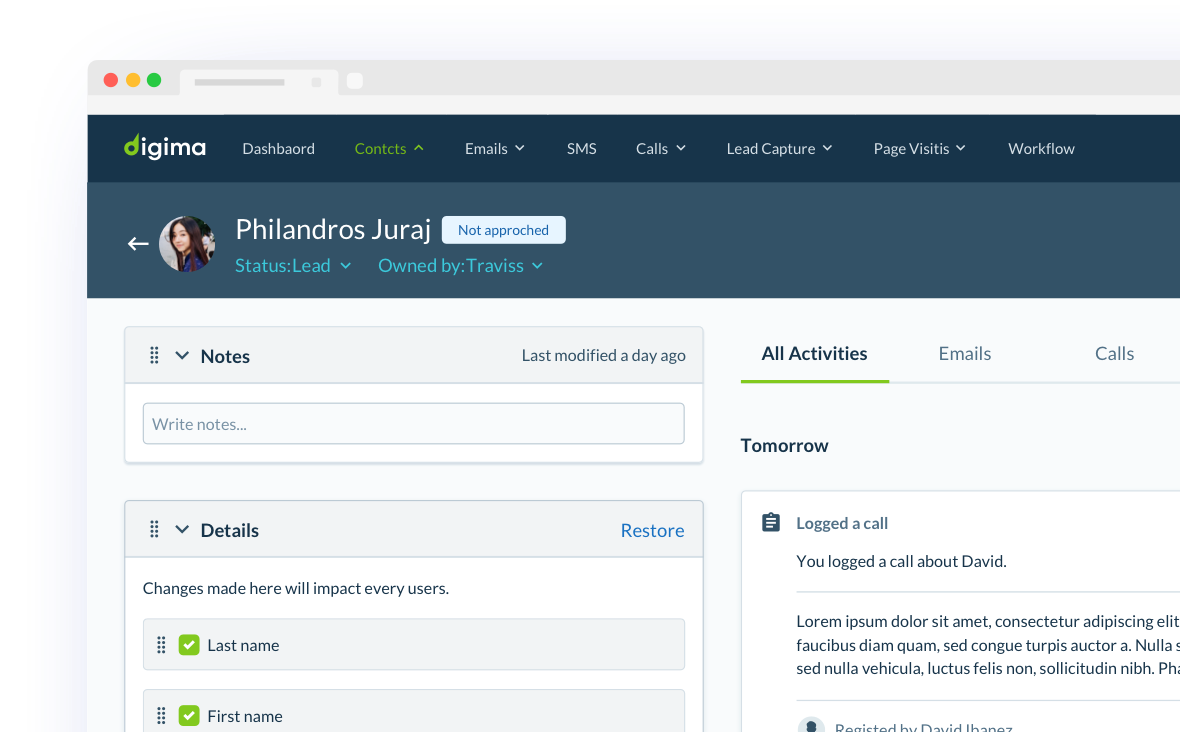 digima Dashbaord Contcts Emails SMS Calls Lead Capture Page Visitis Workflow
Philandros Juraj Not approched
Status:Lead Owned by:Traviss
Notes Last modified a day ago
Write notes...
Details Restore
Changes made here will impact every users.
Last name
First name
All Activities Emails Calls
Tomorrow
Logged a call
You logged a call about David.
Lorem ipsum dolor sit amet, consectetur adipiscing elit
faucibus diam quam, sed congue turpis auctor a. Nulla s
sed nulla vehicula, luctus felis non, sollicitudin nibh. Pha
Registed by David Ibanez